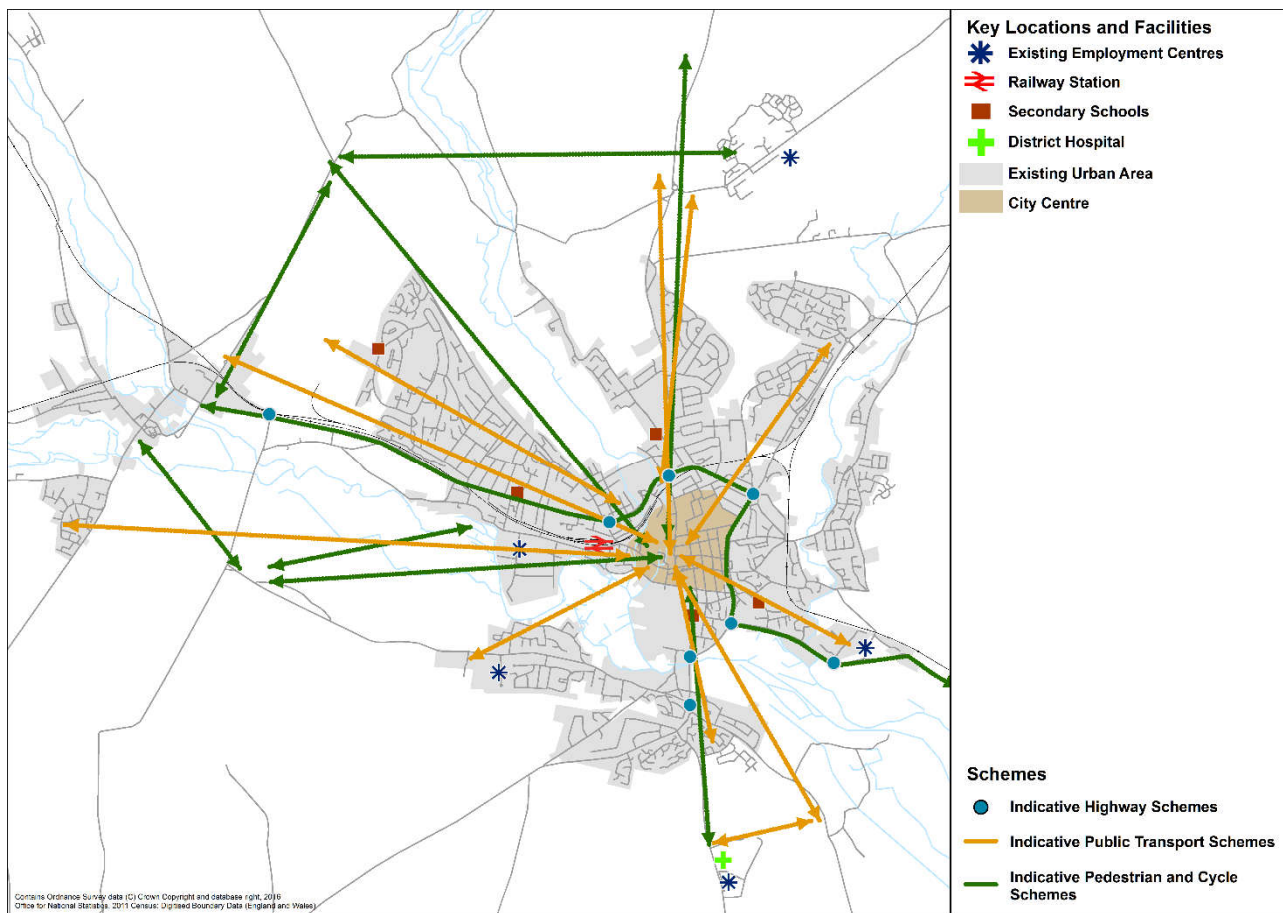 Key Locations and Facilities
Existing Employment Centres
Railway Station
Secondary Schools
District Hospital
Existing Urban Area
City Centre
Schemes
Indicative Highway Schemes
Indicative Public Transport Schemes
Indicative Pedestrian and Cycle
Schemes
Contains Ordnance Survey data (C) Crown Copyright and database right, 2016
Office for National Statistics, 2011 Census: Digitised Boundary Data (England and Wales)